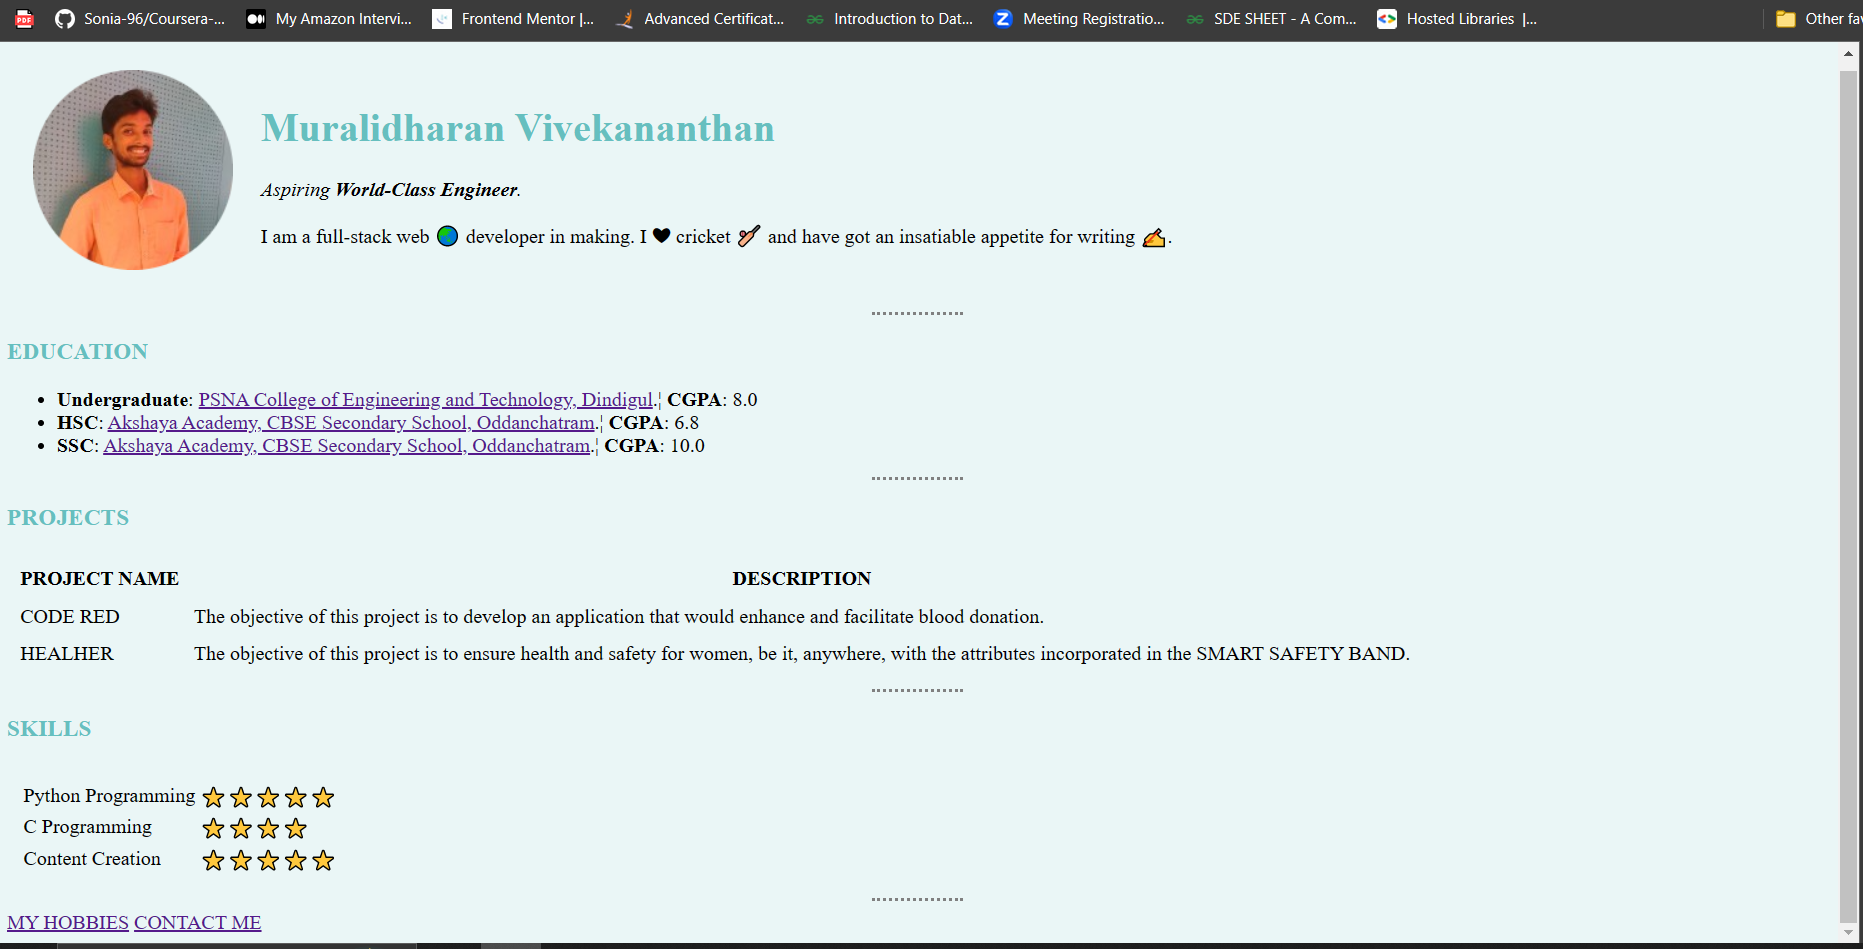 PDF Sonia-96/Coursera-... My Amazon Intervi... Frontend Mentor |... Advanced Certificat... Introduction to Dat... Meeting Registratio... SDE SHEET - A Com... Hosted Libraries |... Other fav
Muralidharan Vivekananthan
Aspiring World-Class Engineer.
I am a full-stack web 🌏 developer in making. I 🖤 cricket 🏏 and have got an insatiable appetite for writing ✍.
EDUCATION
• Undergraduate: PSNA College of Engineering and Technology, Dindigul.¦ CGPA: 8.0
• HSC: Akshaya Academy, CBSE Secondary School, Oddanchatram.¦ CGPA: 6.8
• SSC: Akshaya Academy, CBSE Secondary School, Oddanchatram.¦ CGPA: 10.0
PROJECTS
PROJECT NAME DESCRIPTION
CODE RED The objective of this project is to develop an application that would enhance and facilitate blood donation.
HEALHER The objective of this project is to ensure health and safety for women, be it, anywhere, with the attributes incorporated in the SMART SAFETY BAND.
SKILLS
Python Programming ⭐⭐⭐⭐⭐
C Programming ⭐⭐⭐⭐
Content Creation ⭐⭐⭐⭐⭐
MY HOBBIES CONTACT ME